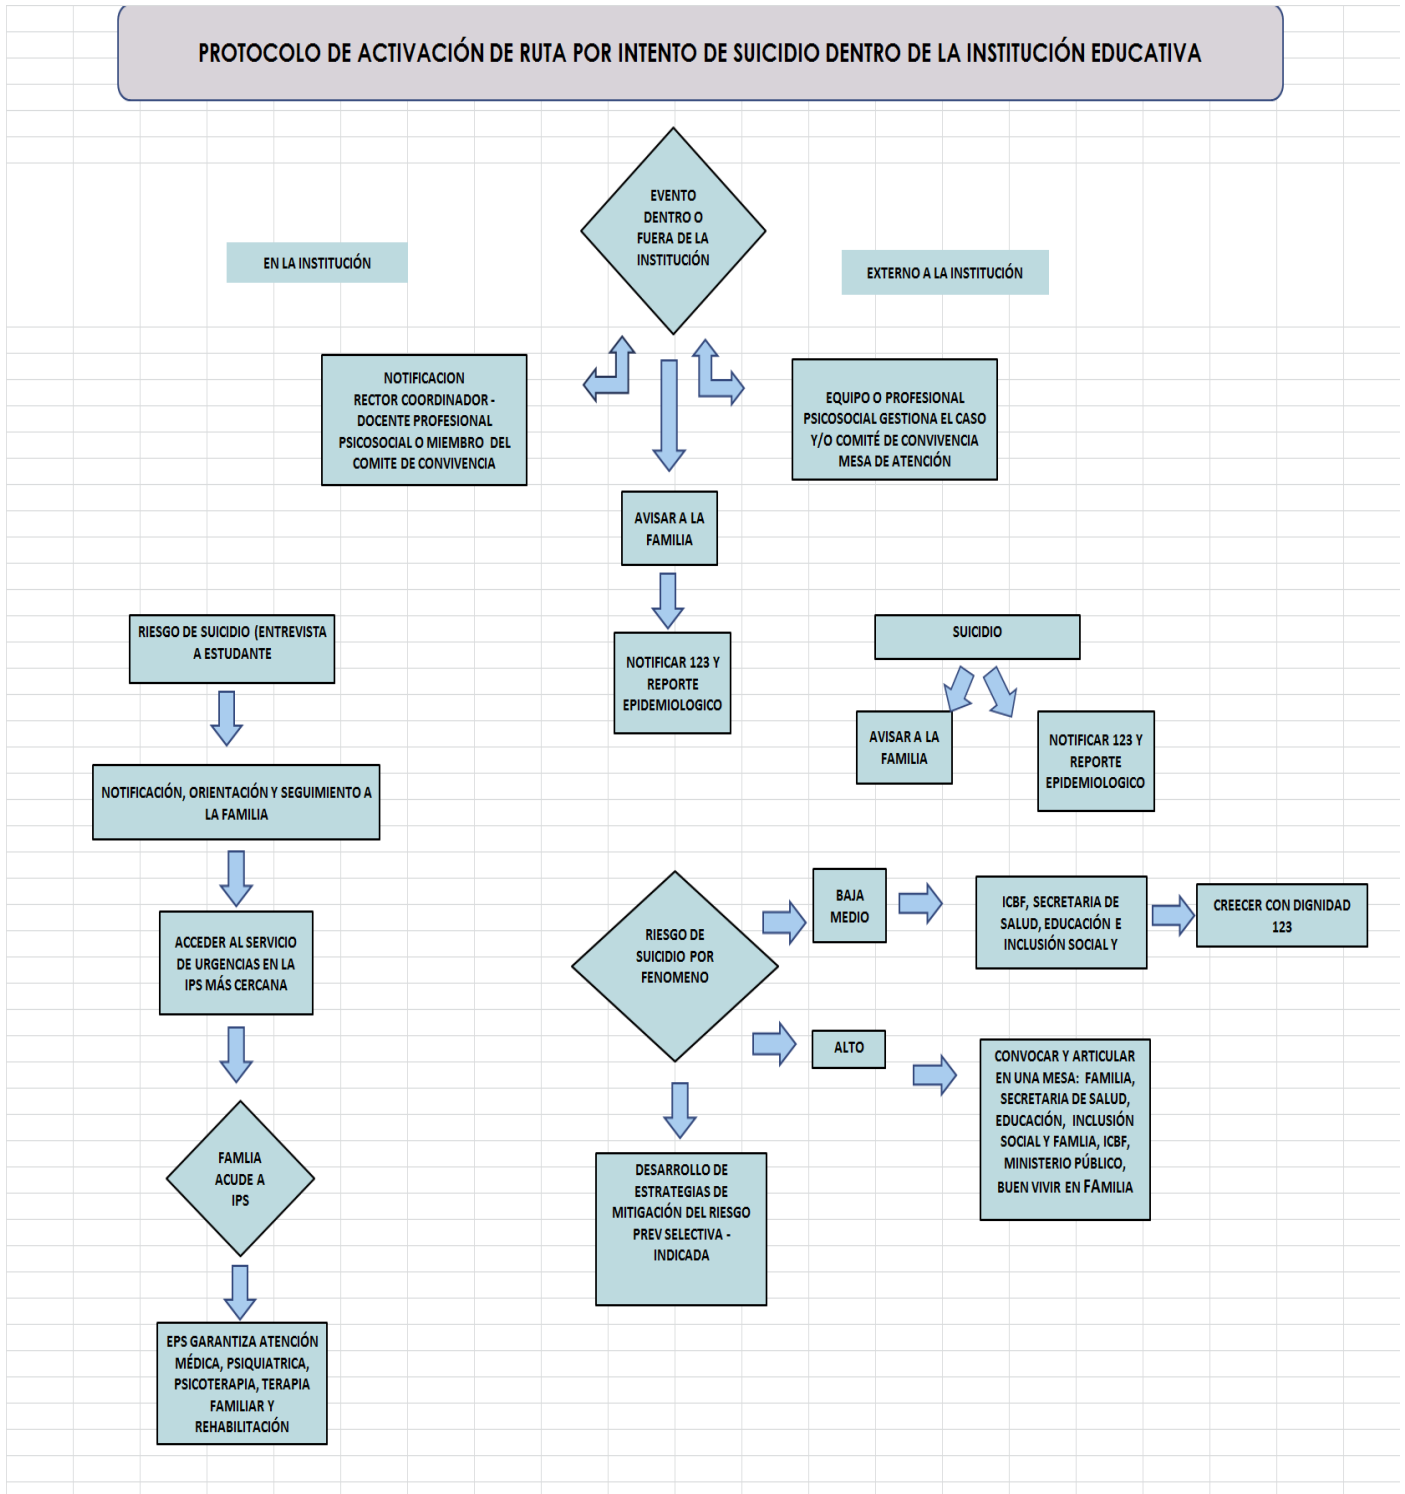 PROTOCOLO DE ACTIVACIÓN DE RUTA POR INTENTO DE SUICIDIO DENTRO DE LA INSTITUCIÓN EDUCATIVA
EVENTO
DENTRO O
FUERA DE LA
INSTITUCIÓN
EN LA INSTITUCIÓN
EXTERNO A LA INSTITUCIÓN
NOTIFICACION
RECTOR COORDINADOR -
DOCENTE PROFESIONAL
PSICOSOCIAL O MIEMBRO DEL
COMITE DE CONVIVENCIA
EQUIPO O PROFESIONAL
PSICOSOCIAL GESTIONA EL CASO
Y/O COMITÉ DE CONVIVENCIA
MESA DE ATENCIÓN
AVISAR A LA
FAMILIA
NOTIFICAR 123 Y
REPORTE
EPIDEMIOLOGICO
RIESGO DE SUICIDIO (ENTREVISTA
A ESTUDANTE
NOTIFICACIÓN, ORIENTACIÓN Y SEGUIMIENTO A
LA FAMILIA
ACCEDER AL SERVICIO
DE URGENCIAS EN LA
IPS MÁS CERCANA
FAMLIA
ACUDE A
IPS
EPS GARANTIZA ATENCIÓN
MÉDICA, PSIQUIATRICA,
PSICOTERAPIA, TERAPIA
FAMILIAR Y
REHABILITACIÓN
SUICIDIO
AVISAR A LA
FAMILIA
NOTIFICAR 123 Y
REPORTE
EPIDEMIOLOGICO
RIESGO DE
SUICIDIO POR
FENOMENO
BAJA
MEDIO
ICBF, SECRETARIA DE
SALUD, EDUCACIÓN E
INCLUSIÓN SOCIAL Y
CREECER CON DIGNIDAD
123
ALTO
CONVOCAR Y ARTICULAR
EN UNA MESA: FAMILIA,
SECRETARIA DE SALUD,
EDUCACIÓN, INCLUSIÓN
SOCIAL Y FAMLIA, ICBF,
MINISTERIO PÚBLICO,
BUEN VIVIR EN FAMILIA
DESARROLLO DE
ESTRATEGIAS DE
MITIGACIÓN DEL RIESGO
PREV SELECTIVA -
INDICADA